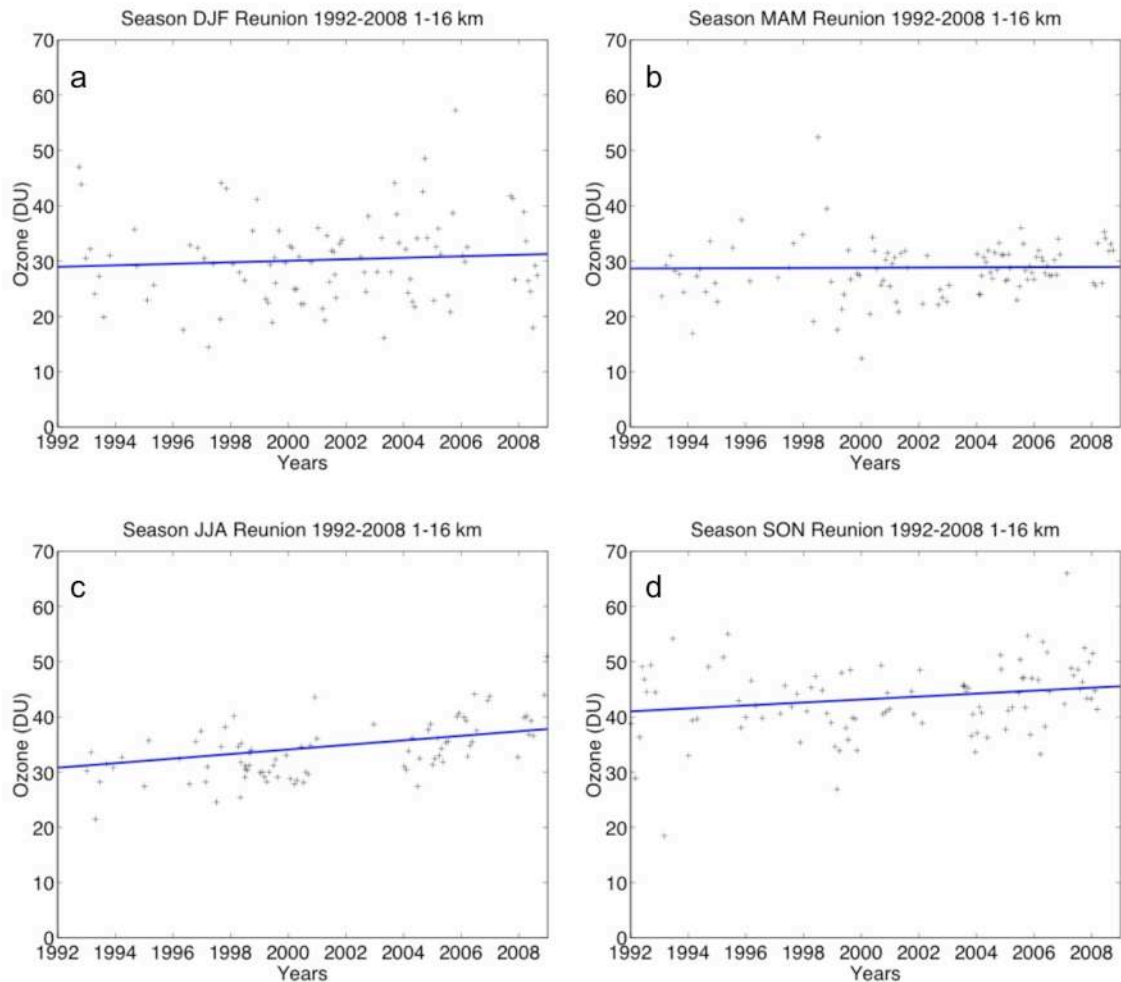 Season DJF Reunion 1992-2008 1-16 km
a
70
60
50
40
30
20
10
0
Ozone (DU)
1992 1994 1996 1998 2000 2002 2004 2006 2008
Years
Season MAM Reunion 1992-2008 1-16 km
b
70
60
50
40
30
20
10
0
Ozone (DU)
1992 1994 1996 1998 2000 2002 2004 2006 2008
Years
Season JJA Reunion 1992-2008 1-16 km
c
70
60
50
40
30
20
10
0
Ozone (DU)
1992 1994 1996 1998 2000 2002 2004 2006 2008
Years
Season SON Reunion 1992-2008 1-16 km
d
70
60
50
40
30
20
10
0
Ozone (DU)
1992 1994 1996 1998 2000 2002 2004 2006 2008
Years